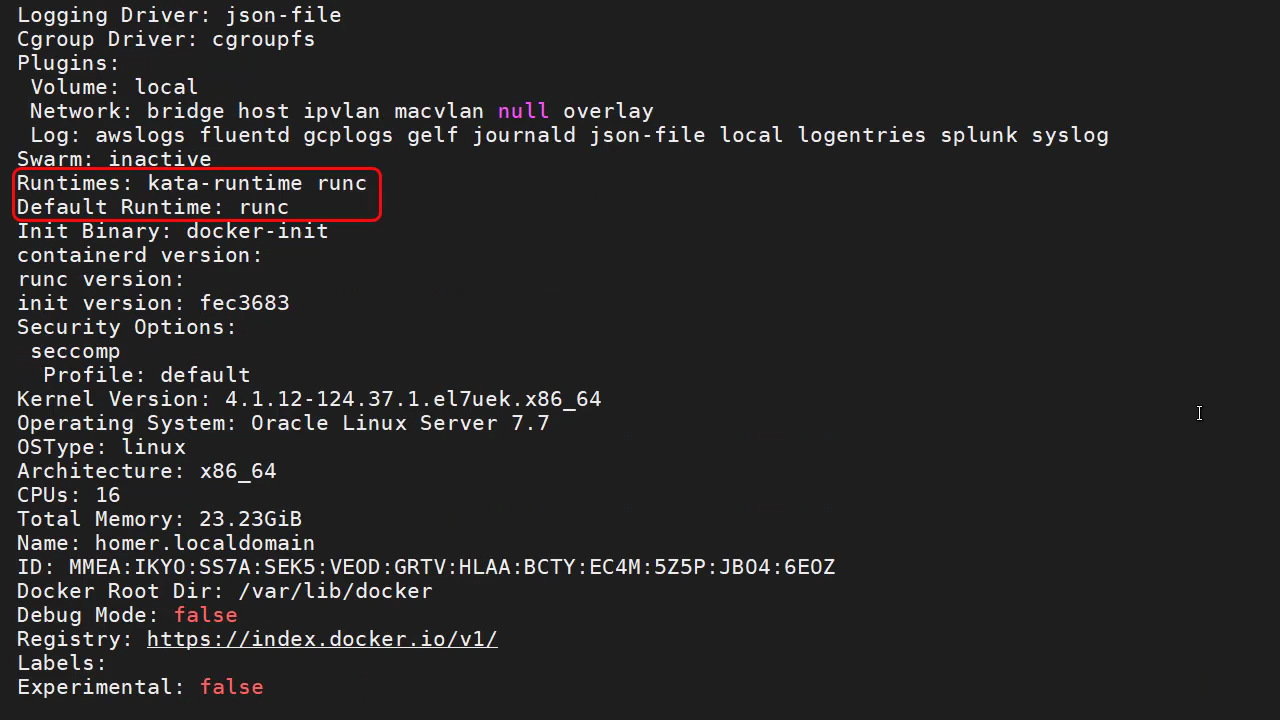 Logging Driver: json-file
Cgroup Driver: cgroupfs
Plugins:
 Volume: local
 Network: bridge host ipvlan macvlan null overlay
 Log: awslogs fluentd gcplogs gelf journald json-file local logentries splunk syslog
Swarm: inactive
Runtimes: kata-runtime runc
Default Runtime: runc
Init Binary: docker-init
containerd version:
runc version:
init version: fec3683
Security Options:
 seccomp
  Profile: default
Kernel Version: 4.1.12-124.37.1.el7uek.x86_64
Operating System: Oracle Linux Server 7.7
OSType: linux
Architecture: x86_64
CPUs: 16
Total Memory: 23.23GiB
Name: homer.localdomain
ID: MMEA:IKYO:SS7A:SEK5:VEOD:GRTV:HLAA:BCTY:EC4M:5Z5P:JBO4:6EOZ
Docker Root Dir: /var/lib/docker
Debug Mode: false
Registry: https://index.docker.io/v1/
Labels:
Experimental: false